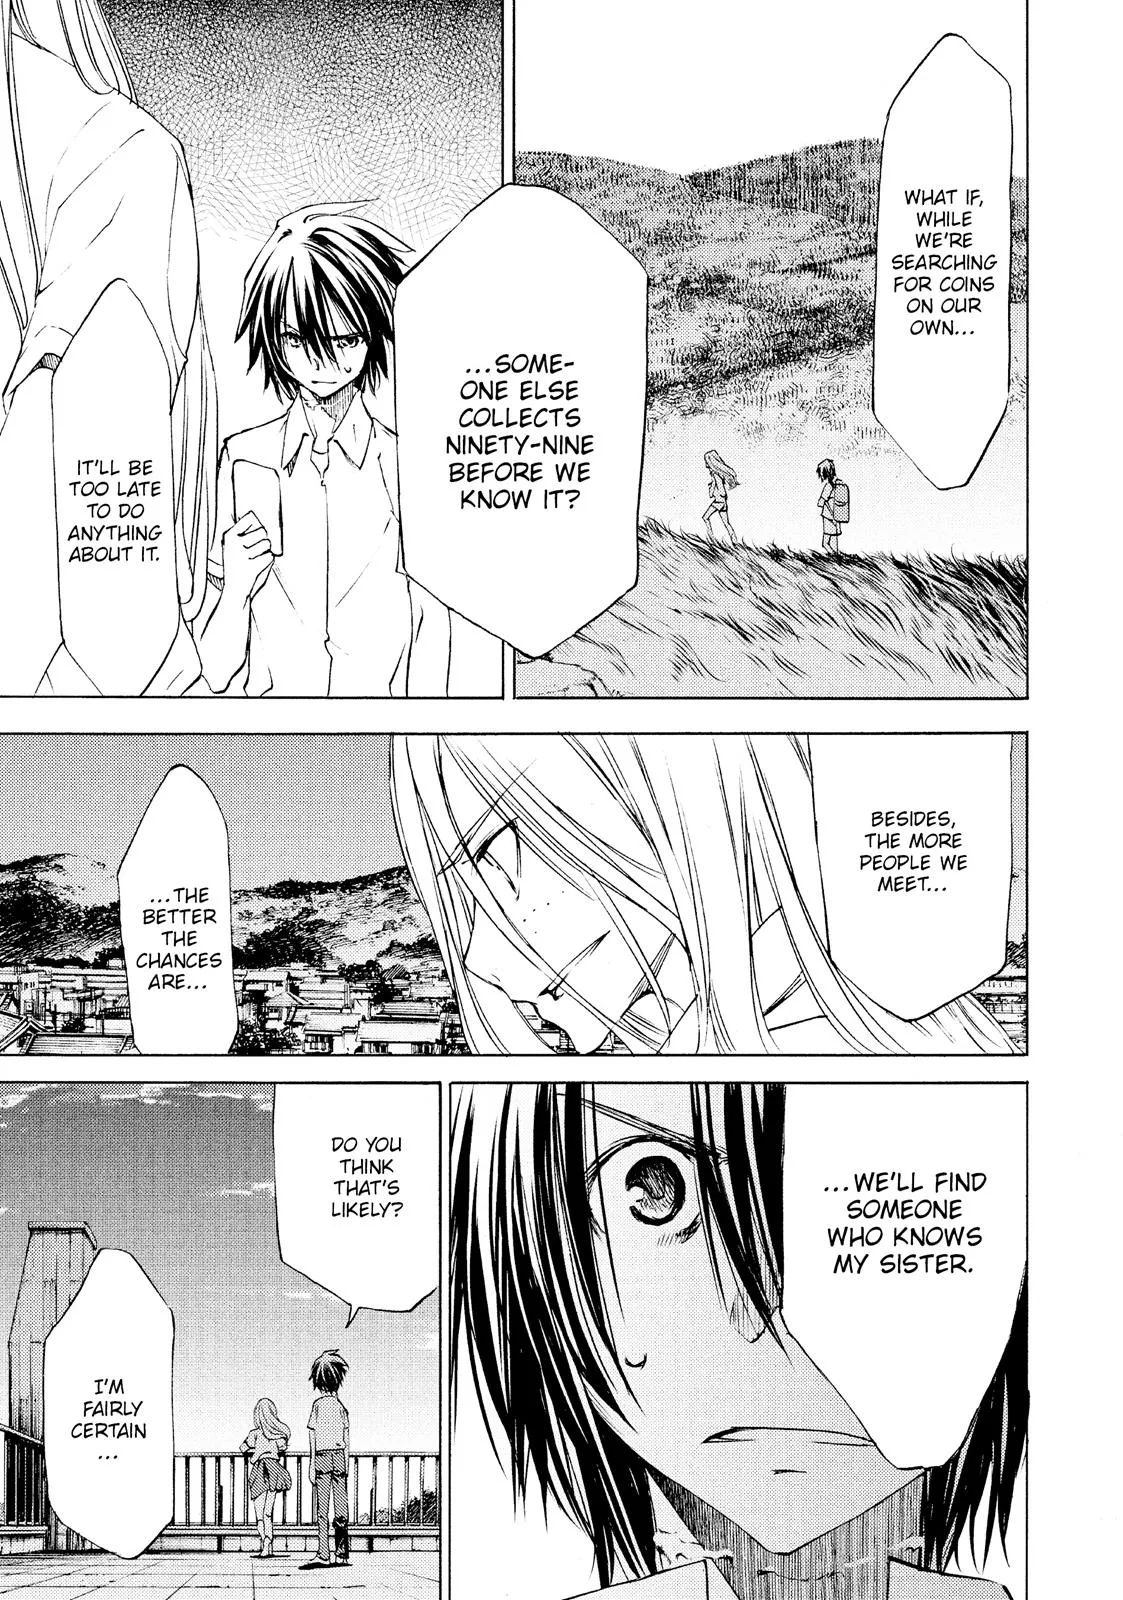 WHAT IF,
WHILE
WE'RE
SEARCHING
FOR COINS
ON OUR
OWN...
...SOME-
ONE ELSE
COLLECTS
NINETY-NINE
BEFORE WE
KNOW IT?
IT'LL BE
TOO LATE
TO DO
ANYTHING
ABOUT IT.
BESIDES,
THE MORE
PEOPLE WE
MEET...
...THE
BETTER
THE
CHANCES
ARE...
...WE'LL FIND
SOMEONE
WHO KNOWS
MY SISTER.
DO YOU
THINK
THAT'S
LIKELY?
I'M
FAIRLY
CERTAIN
...